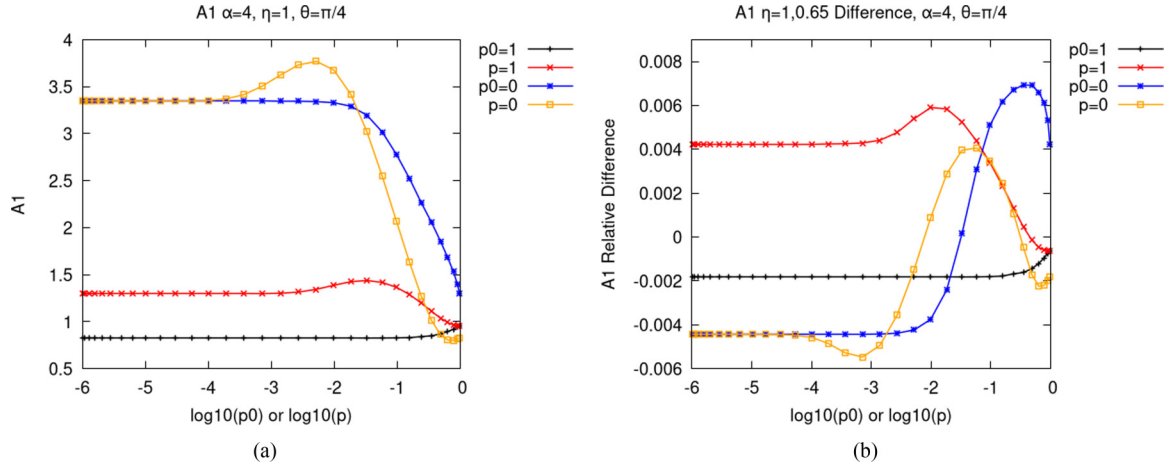 A1 α=4, η=1, θ=π/4
4
3.5
3
2.5
2
1.5
1
0.5
A1
-6 -5 -4 -3 -2 -1 0
log10(p0) or log10(p)
p0=1
p=1
p0=0
p=0
(a)
A1 η=1,0.65 Difference, α=4, θ=π/4
0.008
0.006
0.004
0.002
0
-0.002
-0.004
-0.006
A1 Relative Difference
-6 -5 -4 -3 -2 -1 0
log10(p0) or log10(p)
p0=1
p=1
p0=0
p=0
(b)